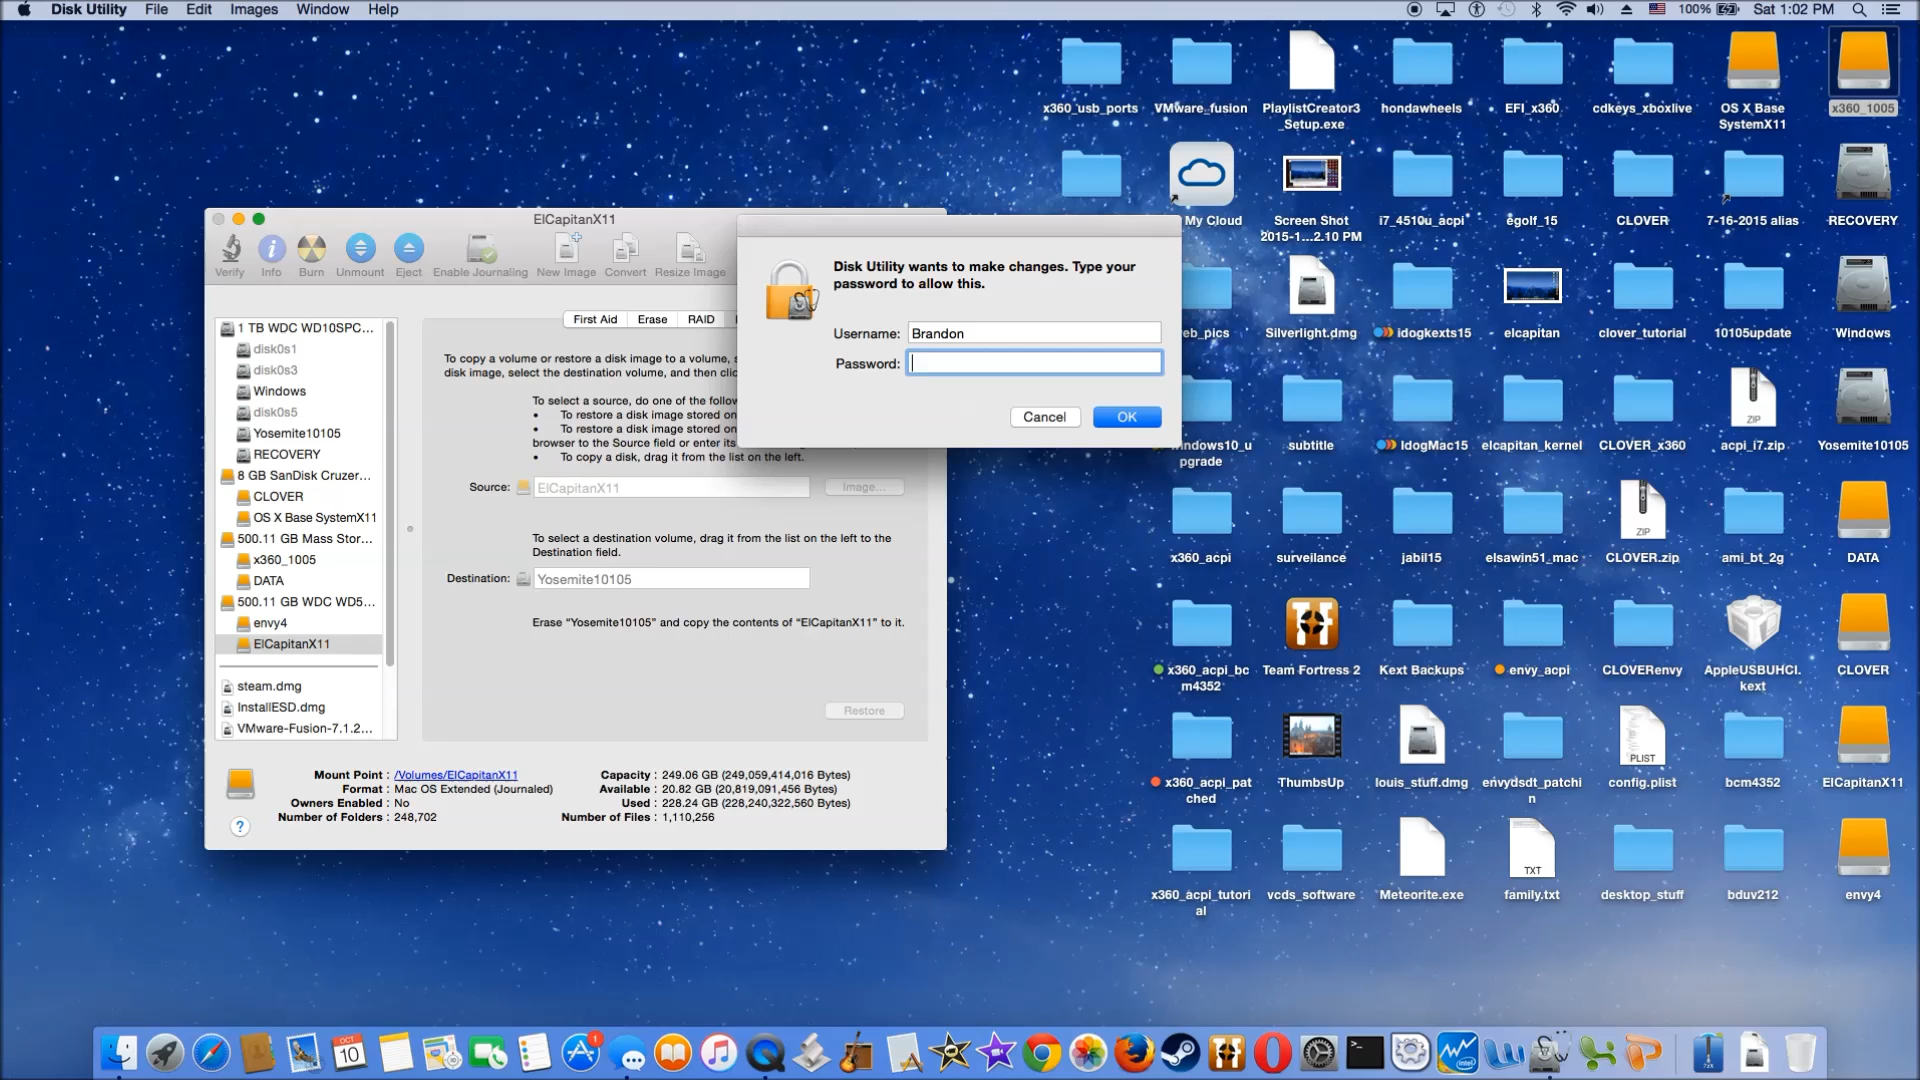 Disk Utility File Edit Images Window Help
100% Sat 1:02 PM
x360_usb_ports VMware_fusion PlaylistCreator3 hondawheels EFI_x360 cdkeys_xboxlive OS X Base x360_1005
_Setup.exe SystemX11
My Cloud Screen Shot i7_4510u_acpi egolf_15 CLOVER 7-16-2015 alias RECOVERY
2015-1...2.10 PM
eb_pics Silverlight.dmg idogkexts15 elcapitan clover_tutorial 10105update Windows
ZIP
indows10_u subtitle IdogMac15 elcapitan_kernel CLOVER_x360 acpi_i7.zip Yosemite10105
pgrade
ZIP
x360_acpi surveilance jabil15 elsawin51_mac CLOVER.zip ami_bt_2g DATA
x360_acpi_bc Team Fortress 2 Kext Backups envy_acpi CLOVERenvy AppleUSBUHCI. CLOVER
m4352 kext
PLIST
x360_acpi_pat ThumbsUp louis_stuff.dmg envydsdt_patchin config.plist bcm4352 ElCapitanX11
ched
TXT
x360_acpi_tutori vcds_software Meteorite.exe family.txt desktop_stuff bduv212 envy4
al
ElCapitanX11
Verify Info Burn Unmount Eject Enable Journaling New Image Convert Resize Image
1 TB WDC WD10SPC...
disk0s1
disk0s3
Windows
disk0s5
Yosemite10105
RECOVERY
8 GB SanDisk Cruzer...
CLOVER
OS X Base SystemX11
500.11 GB Mass Stor...
x360_1005
DATA
500.11 GB WDC WD5...
envy4
ElCapitanX11
steam.dmg
InstallESD.dmg
VMware-Fusion-7.1.2...
First Aid Erase RAID
To copy a volume or restore a disk image to a volume, s
disk image, select the destination volume, and then clic
To select a source, do one of the follow
• To restore a disk image stored on
• To restore a disk image stored on
browser to the Source field or enter its
• To copy a disk, drag it from the list on the left.
Source: ElCapitanX11 Image...
To select a destination volume, drag it from the list on the left to the
Destination field.
Destination: Yosemite10105
Erase “Yosemite10105” and copy the contents of “ElCapitanX11” to it.
Restore
Mount Point : /Volumes/ElCapitanX11 Capacity : 249.06 GB (249,059,414,016 Bytes)
Format : Mac OS Extended (Journaled) Available : 20.82 GB (20,819,091,456 Bytes)
Owners Enabled : No Used : 228.24 GB (228,240,322,560 Bytes)
Number of Folders : 248,702 Number of Files : 1,110,256
?
Disk Utility wants to make changes. Type your
password to allow this.
Username: Brandon
Password:
Cancel OK
OCT
10
1